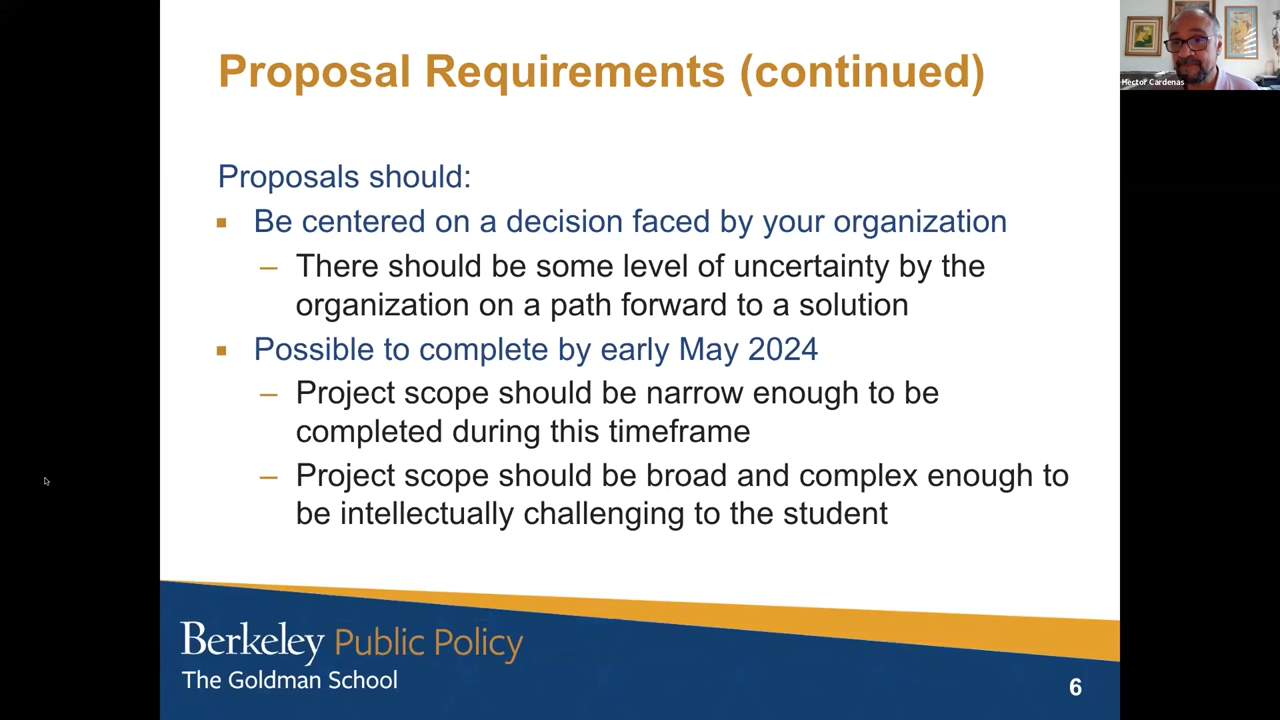 Proposal Requirements (continued)
Hector Cardenas
Proposals should:
▪ Be centered on a decision faced by your organization
– There should be some level of uncertainty by the
organization on a path forward to a solution
▪ Possible to complete by early May 2024
– Project scope should be narrow enough to be
completed during this timeframe
– Project scope should be broad and complex enough to
be intellectually challenging to the student
Berkeley Public Policy
The Goldman School
6